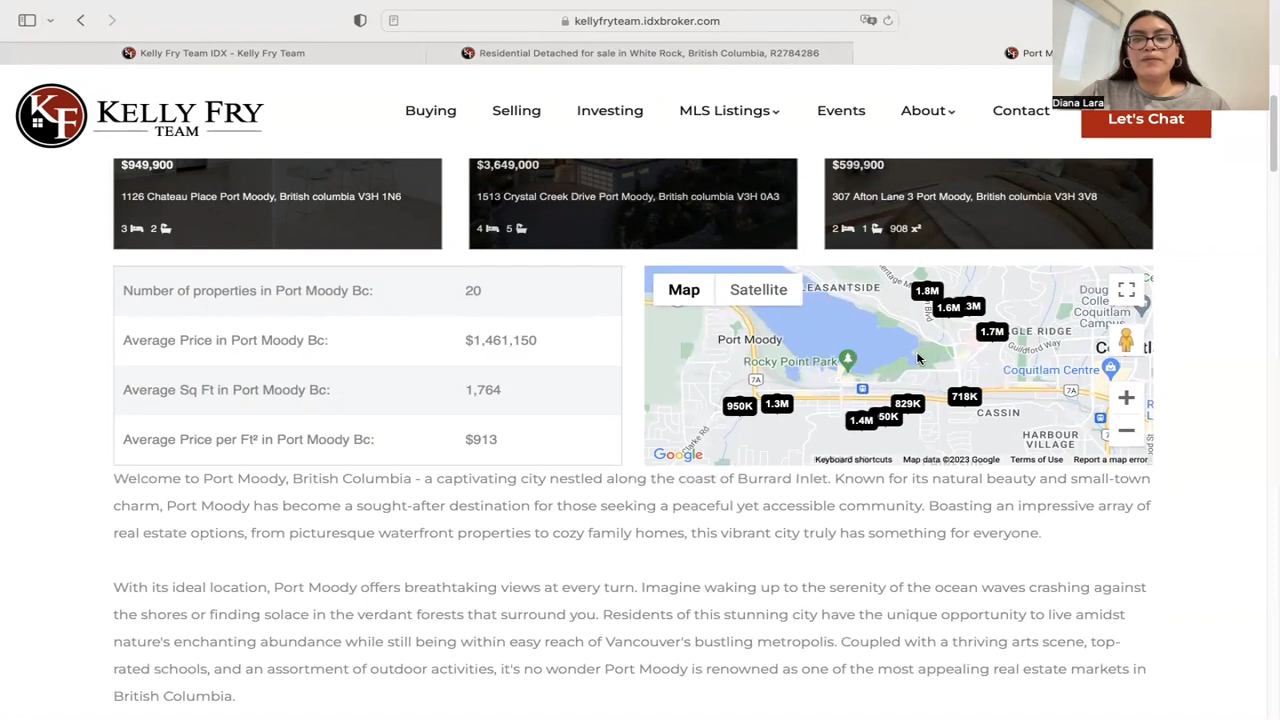 kellyfryteam.idxbroker.com
Kelly Fry Team IDX - Kelly Fry Team
Residential Detached for sale in White Rock, British Columbia, R2784286
Port M
Diana Lara
KF KELLY FRY TEAM
Buying Selling Investing MLS Listings Events About Contact Let's Chat
$949,900
1126 Chateau Place Port Moody, British columbia V3H 1N6
3 2
$3,649,000
1513 Crystal Creek Drive Port Moody, British columbia V3H 0A3
4 5
$599,900
307 Afton Lane 3 Port Moody, British columbia V3H 3V8
2 1 908 x²
Number of properties in Port Moody Bc: 20
Average Price in Port Moody Bc: $1,461,150
Average Sq Ft in Port Moody Bc: 1,764
Average Price per Ft² in Port Moody Bc: $913
Map Satellite
LEASANTSIDE
1.8M
1.6M 3M
1.7M
GLE RIDGE
Guildford Way
Coquitlam
Campus
Port Moody
Rocky Point Park
Coquitlam Centre
7A
7A
950K
1.3M
829K
718K
1.4M
50K
CASSIN
HARBOUR
VILLAGE
Clarke Rd
Google
Keyboard shortcuts Map data ©2023 Google Terms of Use Report a map error
Welcome to Port Moody, British Columbia - a captivating city nestled along the coast of Burrard Inlet. Known for its natural beauty and small-town
charm, Port Moody has become a sought-after destination for those seeking a peaceful yet accessible community. Boasting an impressive array of
real estate options, from picturesque waterfront properties to cozy family homes, this vibrant city truly has something for everyone.
With its ideal location, Port Moody offers breathtaking views at every turn. Imagine waking up to the serenity of the ocean waves crashing against
the shores or finding solace in the verdant forests that surround you. Residents of this stunning city have the unique opportunity to live amidst
nature's enchanting abundance while still being within easy reach of Vancouver's bustling metropolis. Coupled with a thriving arts scene, top-
rated schools, and an assortment of outdoor activities, it's no wonder Port Moody is renowned as one of the most appealing real estate markets in
British Columbia.